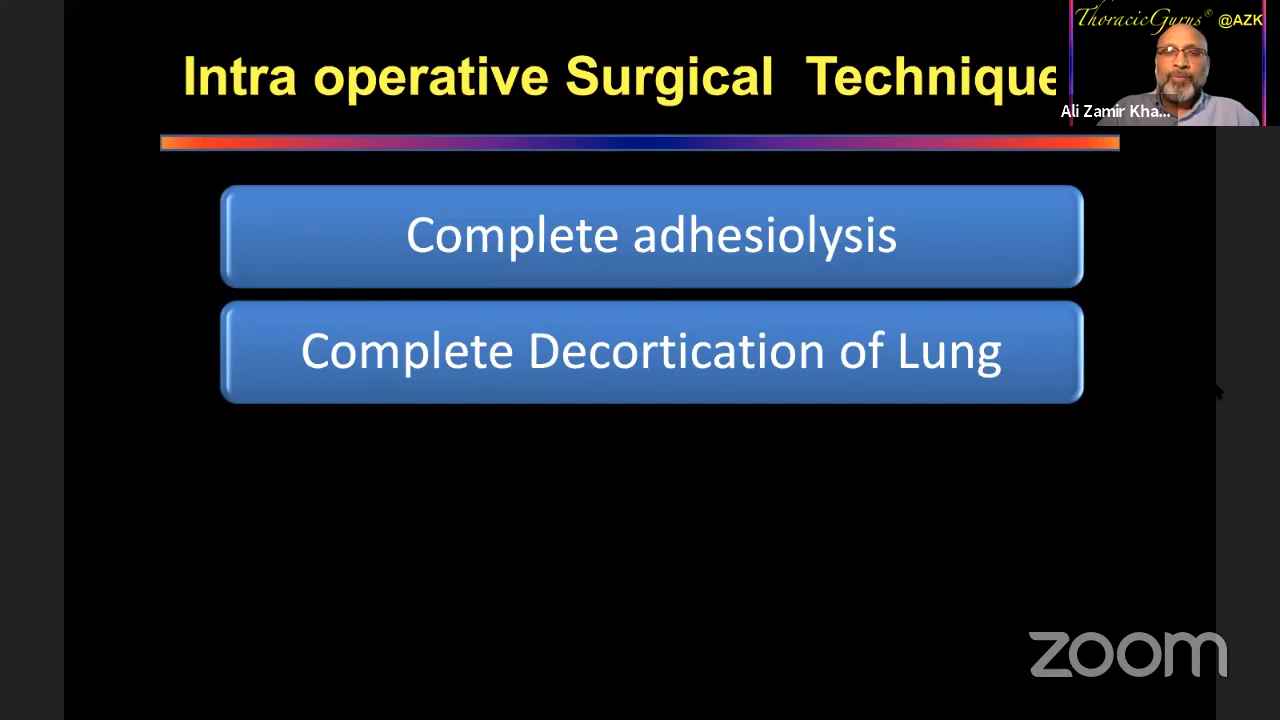 Intra operative Surgical Technique
ThoracicGurus® @AZK
Ali Zamir Kha...
Complete adhesiolysis
Complete Decortication of Lung
zoom